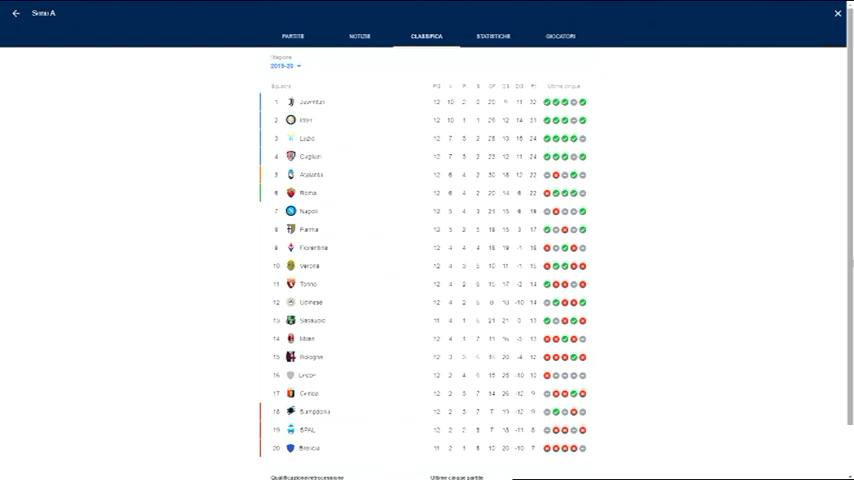 Serie A
PARTITE NOTIZIE CLASSIFICA STATISTICHE GIOCATORI
Stagione
2019-20
Squadra PG V P S GF GS DG Pt Ultime cinque
1 Juventus 12 10 2 0 20 9 11 32
2 Inter 12 10 1 1 26 12 14 31
3 Lazio 12 7 3 2 28 13 15 24
4 Cagliari 12 7 3 2 23 12 11 24
5 Atalanta 12 6 4 2 30 18 12 22
6 Roma 12 6 4 2 20 14 6 22
7 Napoli 12 5 4 3 21 15 6 19
8 Parma 12 5 2 5 18 15 3 17
9 Fiorentina 12 4 4 4 18 19 -1 16
10 Verona 12 4 3 5 10 11 -1 15
11 Torino 12 4 2 6 15 17 -2 14
12 Udinese 12 4 2 6 8 18 -10 14
13 Sassuolo 11 4 1 6 21 21 0 13
14 Milan 12 4 1 7 11 16 -5 13
15 Bologna 12 3 3 6 16 20 -4 12
16 12 2 4 6 15 25 -10 10
17 Genoa 12 2 3 7 14 26 -12 9
18 Sampdoria 12 2 3 7 7 19 -12 9
19 SPAL 12 2 2 8 7 18 -11 8
20 Brescia 11 2 1 8 10 20 -10 7
Qualificazione/retrocessione Ultime cinque partite